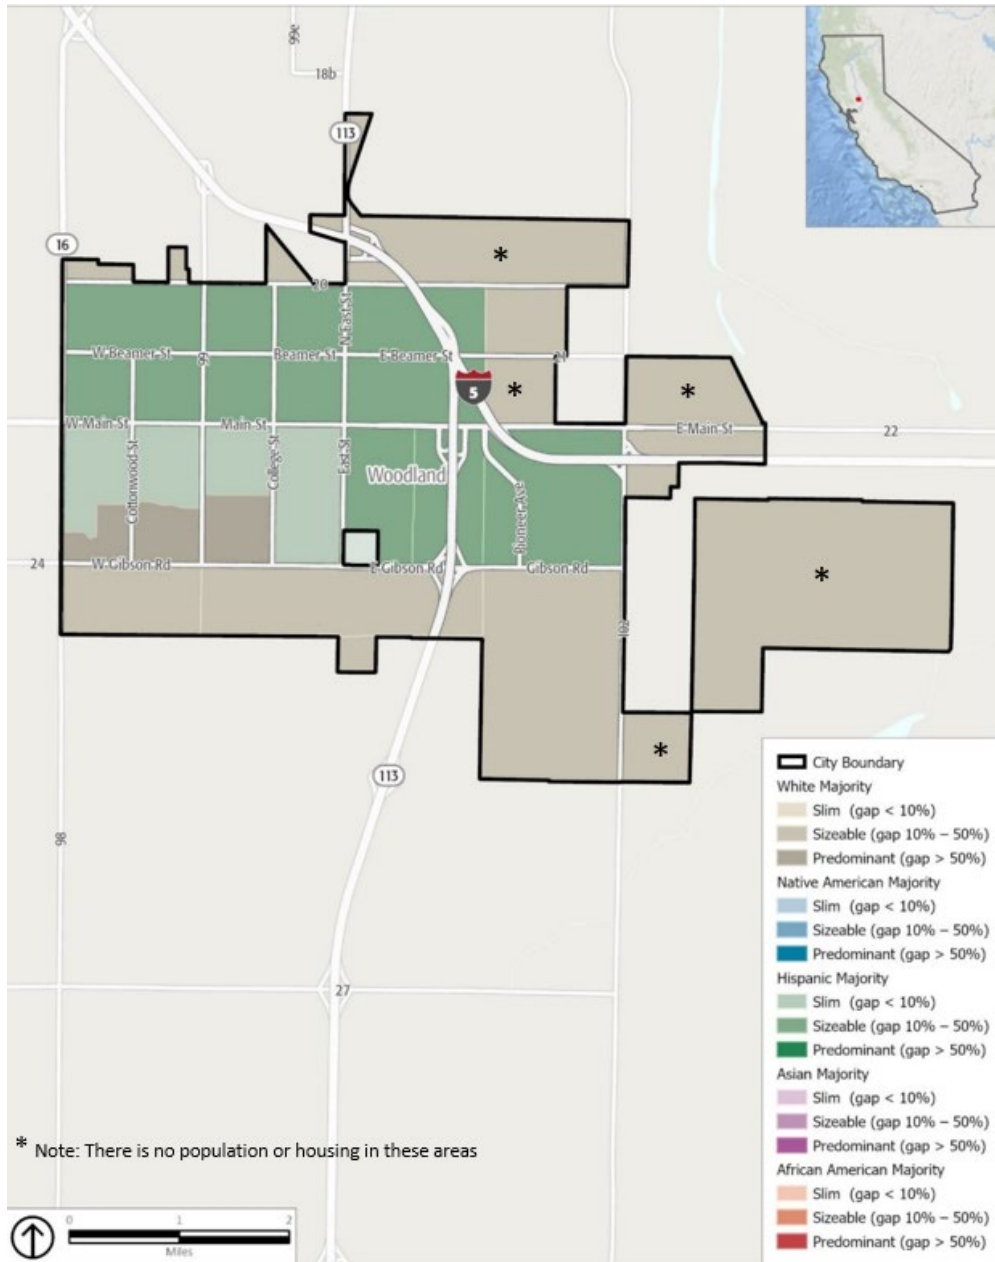 99e
18b
113
16
*
20
N East St
W Beamer St
99
Beamer St
E Beamer St
21
5
*
*
W Main St
Main St
E Main St
22
Cottonwood St
College St
East St
Woodland
Pioneer Ave
24
W Gibson Rd
E Gibson Rd
Gibson Rd
*
102
*
113
98
27
City Boundary
White Majority
Slim (gap < 10%)
Sizeable (gap 10% – 50%)
Predominant (gap > 50%)
Native American Majority
Slim (gap < 10%)
Sizeable (gap 10% – 50%)
Predominant (gap > 50%)
Hispanic Majority
Slim (gap < 10%)
Sizeable (gap 10% – 50%)
Predominant (gap > 50%)
Asian Majority
Slim (gap < 10%)
Sizeable (gap 10% – 50%)
Predominant (gap > 50%)
African American Majority
Slim (gap < 10%)
Sizeable (gap 10% – 50%)
Predominant (gap > 50%)
* Note: There is no population or housing in these areas
0 1 2
Miles